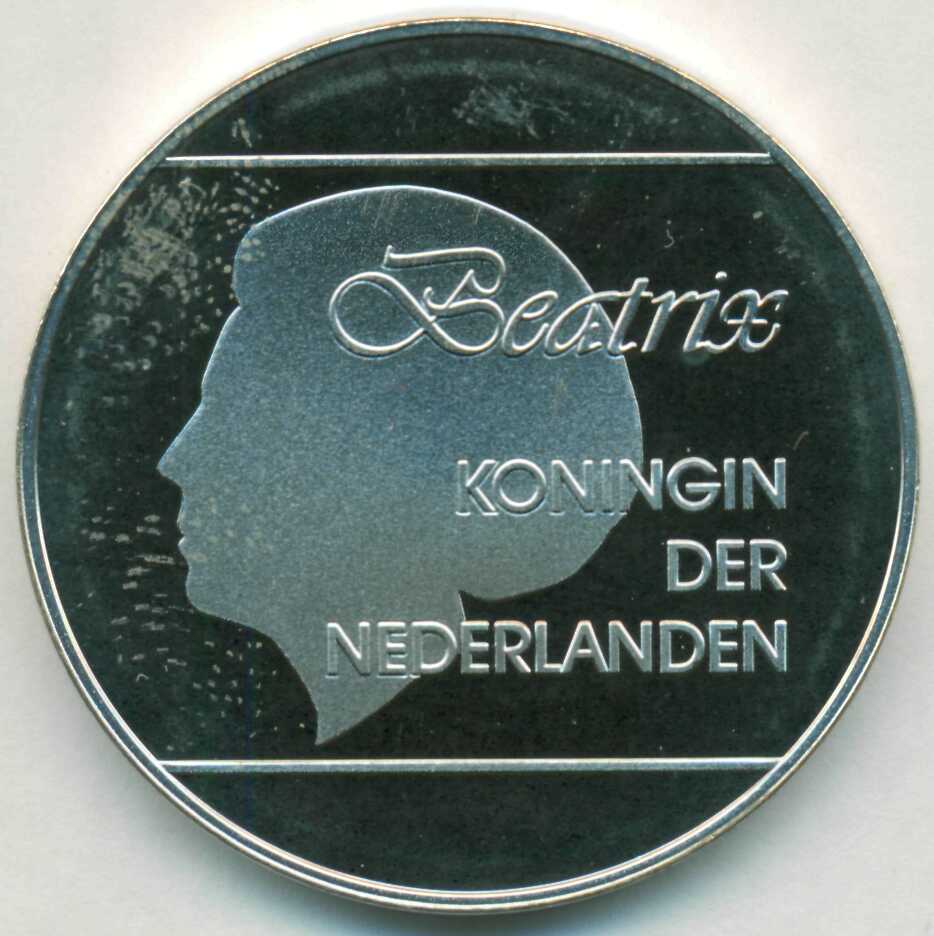 Beatrix
KONINGIN
DER
NEDERLANDEN